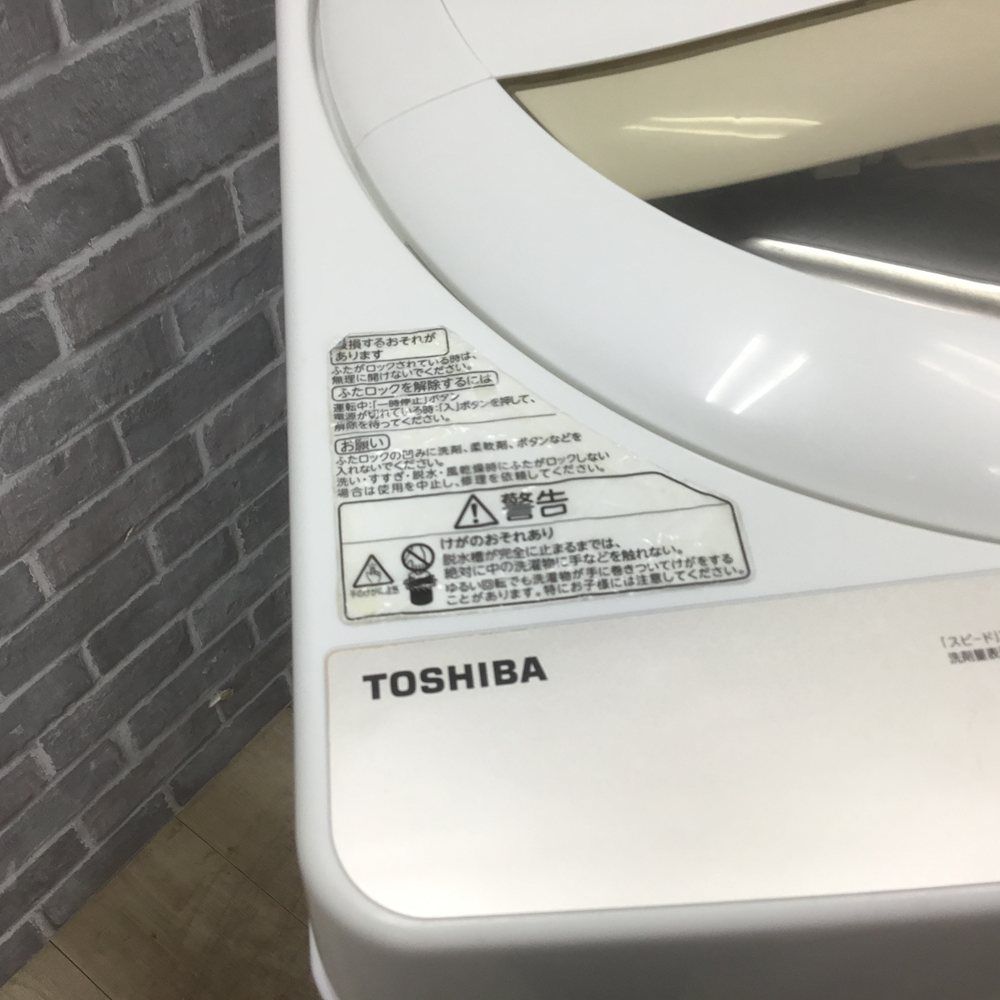 損するおそれが
あります
ふたがロックされている時は、
無理に開けないでください。
ふたロックを解除するには
運転中:「一時停止」ボタン
電源が切れている時:「入」ボタンを押して、
解除を待ってください。
お願い
ふたロックの凹みに洗剤、柔軟剤、ボタンなどを
入れないでください。
洗い・すすぎ・脱水・風乾燥時にふたがロックしない
場合は使用を中止し、修理を依頼してください。
警告
けがのおそれあり
脱水槽が完全に止まるまでは、
絶対に中の洗濯物に手などを触れない。
ゆるい回転でも洗濯物が手に巻きついてけがをする
ことがあります。特にお子様には注意してください。
手のけがに注意
TOSHIBA
「スピード」
洗剤量表